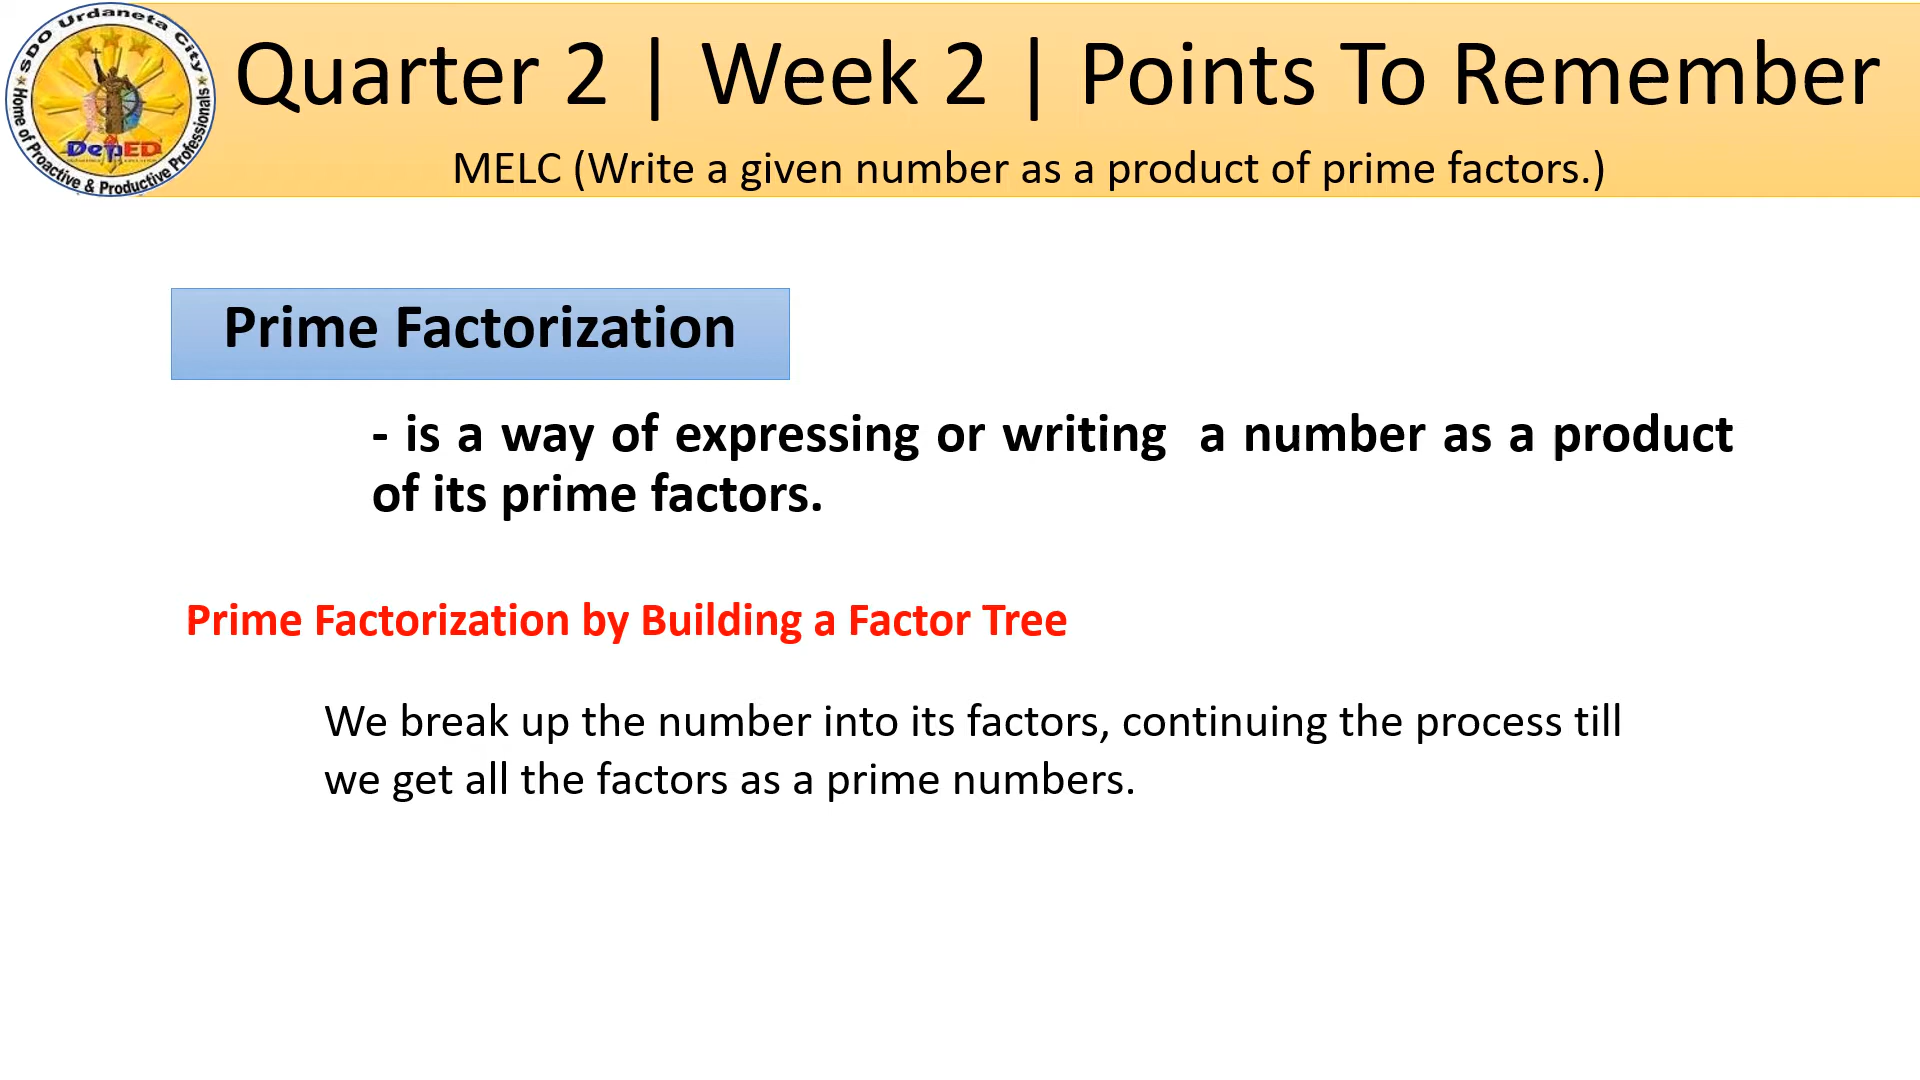 SDO Urdaneta City
Home of Proactive & Productive Professionals
DepED
Quarter 2 | Week 2 | Points To Remember
MELC (Write a given number as a product of prime factors.)
Prime Factorization
- is a way of expressing or writing a number as a product
of its prime factors.
Prime Factorization by Building a Factor Tree
We break up the number into its factors, continuing the process till
we get all the factors as a prime numbers.